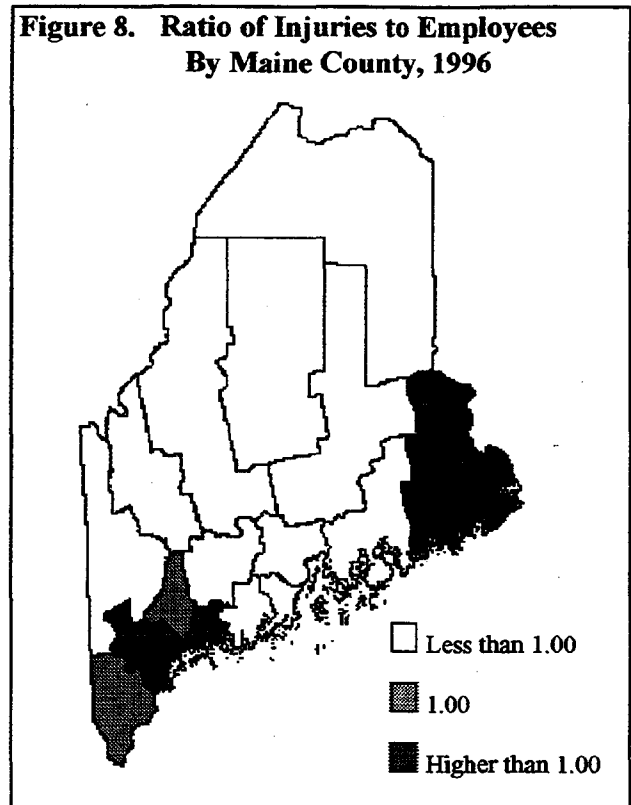 Figure 8. Ratio of Injuries to Employees
By Maine County, 1996
Less than 1.00
1.00
Higher than 1.00